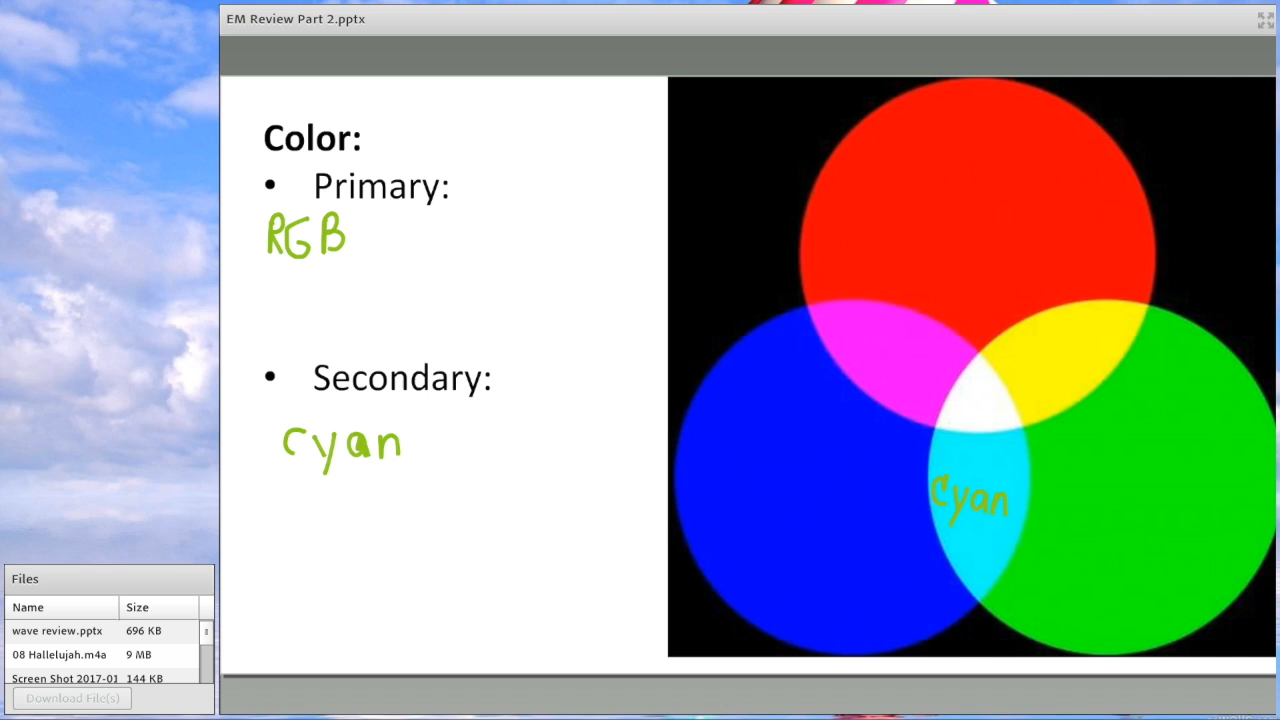 EM Review Part 2.pptx
Color:
• Primary:
RGB
• Secondary:
cyan
Cyan
Files
Name Size
wave review.pptx 696 KB
08 Hallelujah.m4a 9 MB
Screen Shot 2017-01 144 KB
Download File(s)